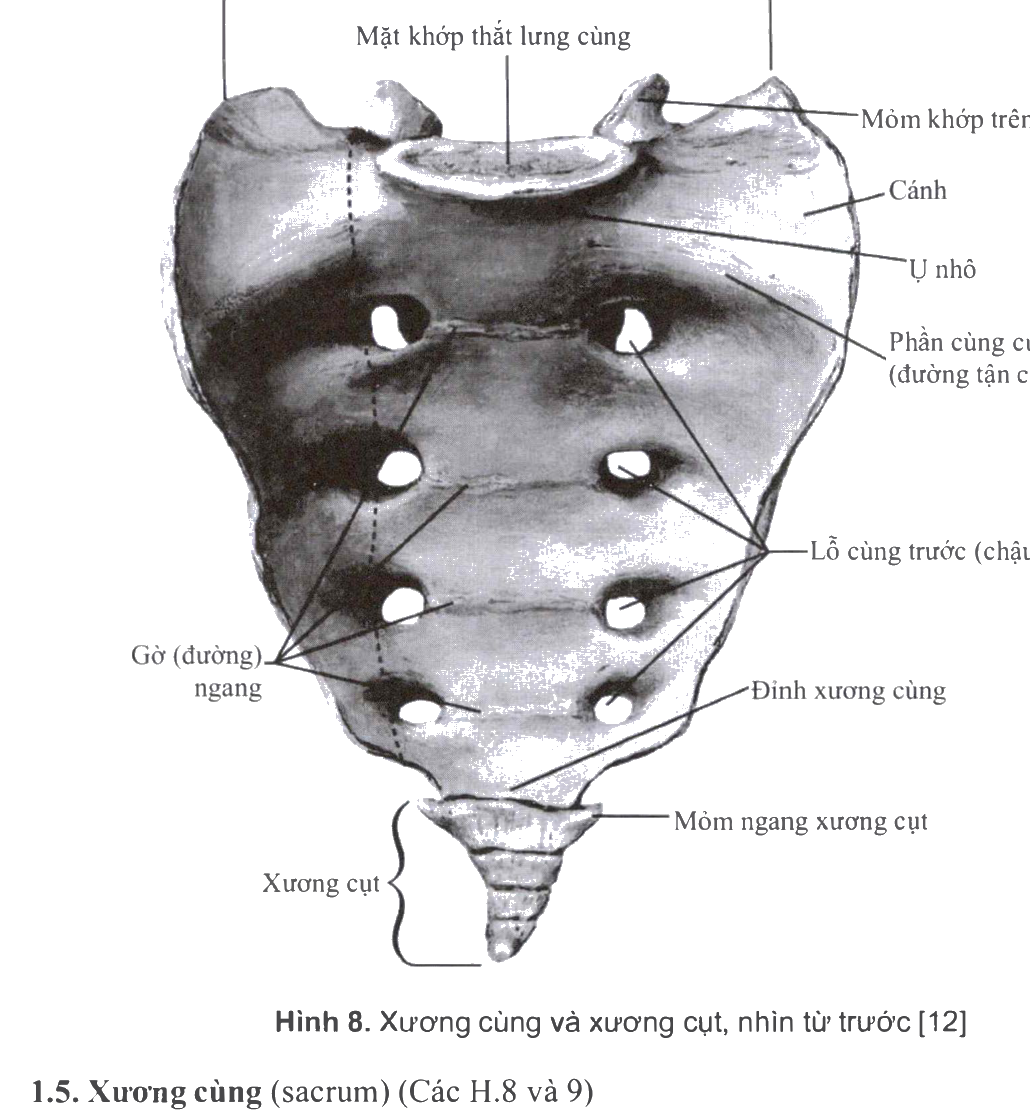 Mặt khớp thắt lưng cùng
Mỏm khớp trên
Cánh
Ụ nhô
Phần cùng
(đường tận
Lỗ cùng trước (chậu
Gờ (đường)
ngang
Đỉnh xương cùng
Mỏm ngang xương cụt
Xương cụt
Hình 8. Xương cùng và xương cụt, nhìn từ trước [12]
1.5. Xương cùng (sacrum) (Các H.8 và 9)